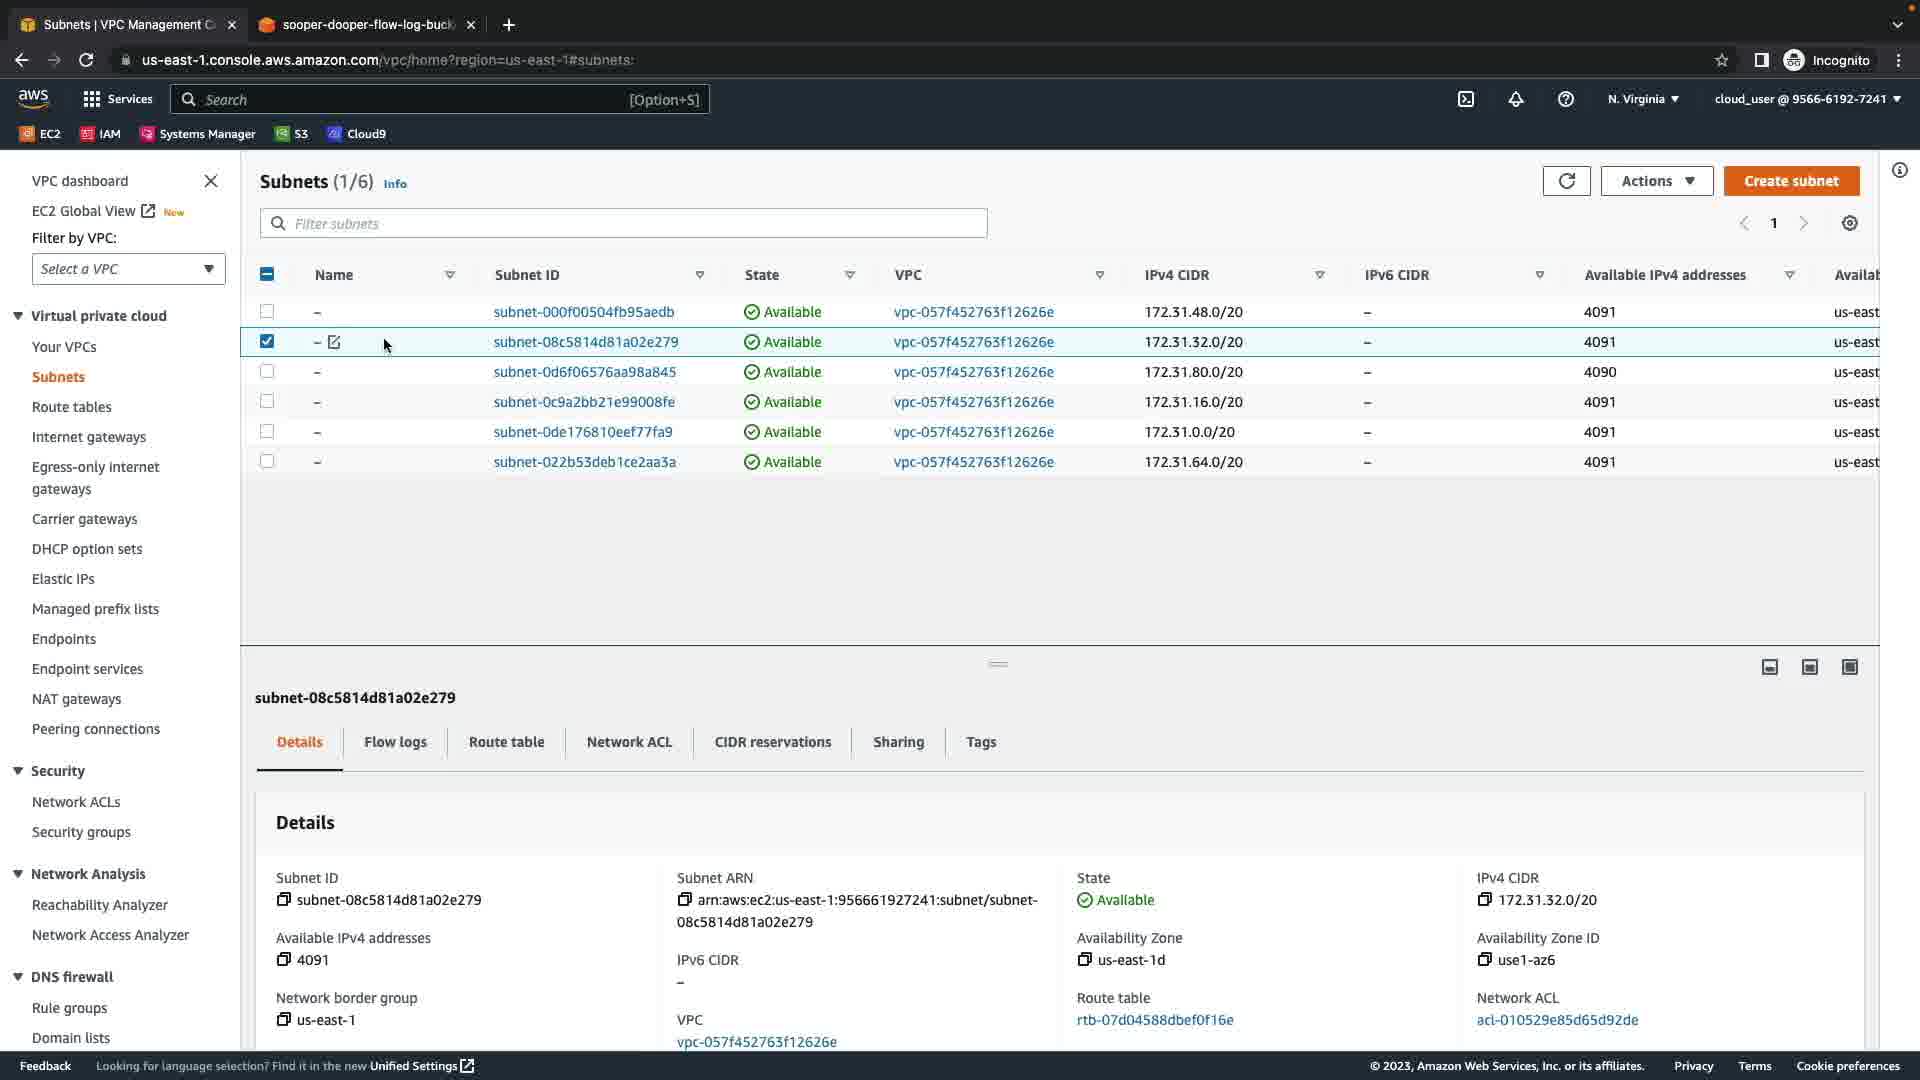 Subnets | VPC Management C
sooper-dooper-flow-log-buck
us-east-1.console.aws.amazon.com/vpc/home?region=us-east-1#subnets:
Incognito
aws
Services
Search
[Option+S]
N. Virginia
cloud_user @ 9566-6192-7241
EC2
IAM
Systems Manager
S3
Cloud9
VPC dashboard
EC2 Global View New
Filter by VPC:
Select a VPC
Virtual private cloud
Your VPCs
Subnets
Route tables
Internet gateways
Egress-only internet
gateways
Carrier gateways
DHCP option sets
Elastic IPs
Managed prefix lists
Endpoints
Endpoint services
NAT gateways
Peering connections
Security
Network ACLs
Security groups
Network Analysis
Reachability Analyzer
Network Access Analyzer
DNS firewall
Rule groups
Domain lists
Subnets (1/6) Info
Actions
Create subnet
Filter subnets
1
Name Subnet ID State VPC IPv4 CIDR IPv6 CIDR Available IPv4 addresses Availab
– subnet-000f00504fb95aedb Available vpc-057f452763f12626e 172.31.48.0/20 – 4091 us-east
– subnet-08c5814d81a02e279 Available vpc-057f452763f12626e 172.31.32.0/20 – 4091 us-east
– subnet-0d6f06576aa98a845 Available vpc-057f452763f12626e 172.31.80.0/20 – 4090 us-east
– subnet-0c9a2bb21e99008fe Available vpc-057f452763f12626e 172.31.16.0/20 – 4091 us-east
– subnet-0de176810eef77fa9 Available vpc-057f452763f12626e 172.31.0.0/20 – 4091 us-east
– subnet-022b53deb1ce2aa3a Available vpc-057f452763f12626e 172.31.64.0/20 – 4091 us-east
subnet-08c5814d81a02e279
Details Flow logs Route table Network ACL CIDR reservations Sharing Tags
Details
Subnet ID
subnet-08c5814d81a02e279
Available IPv4 addresses
4091
Network border group
us-east-1
Subnet ARN
arn:aws:ec2:us-east-1:956661927241:subnet/subnet-
08c5814d81a02e279
IPv6 CIDR
–
VPC
vpc-057f452763f12626e
State
Available
Availability Zone
us-east-1d
Route table
rtb-07d04588dbef0f16e
IPv4 CIDR
172.31.32.0/20
Availability Zone ID
use1-az6
Network ACL
acl-010529e85d65d92de
Feedback
Looking for language selection? Find it in the new Unified Settings
© 2023, Amazon Web Services, Inc. or its affiliates.
Privacy
Terms
Cookie preferences